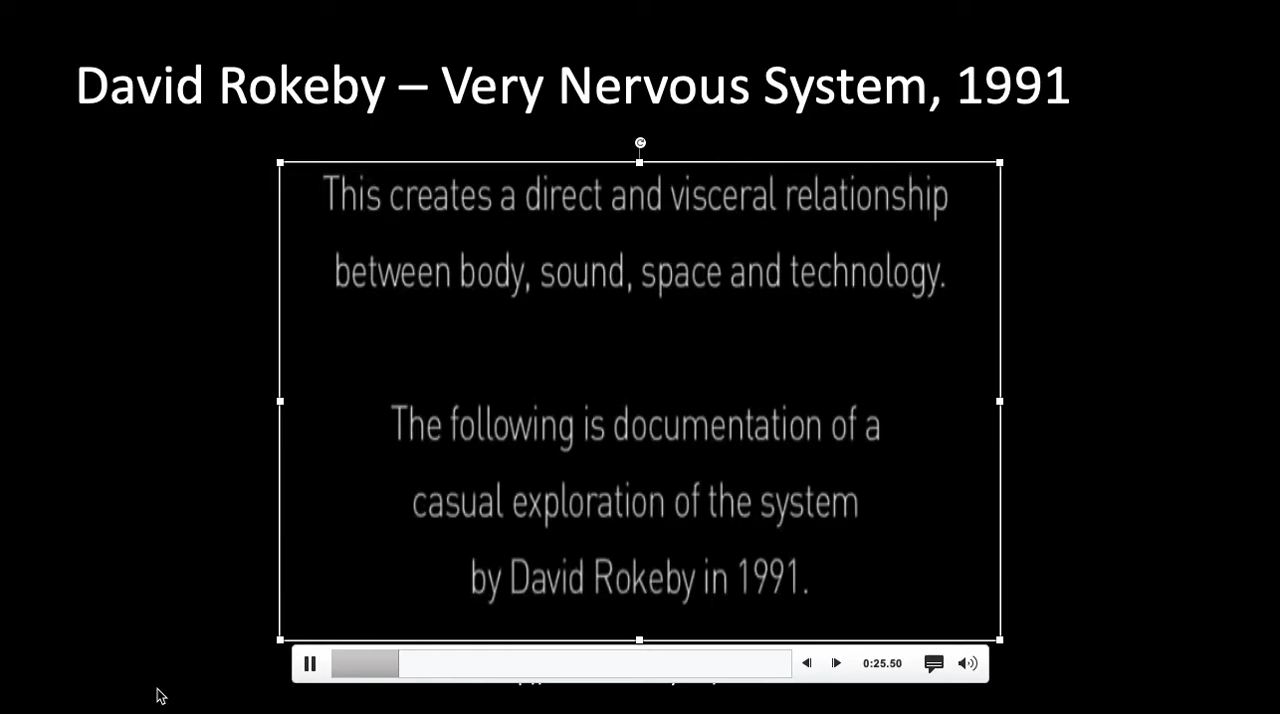 David Rokeby – Very Nervous System, 1991
This creates a direct and visceral relationship
between body, sound, space and technology.
The following is documentation of a
casual exploration of the system
by David Rokeby in 1991.
0:25.50